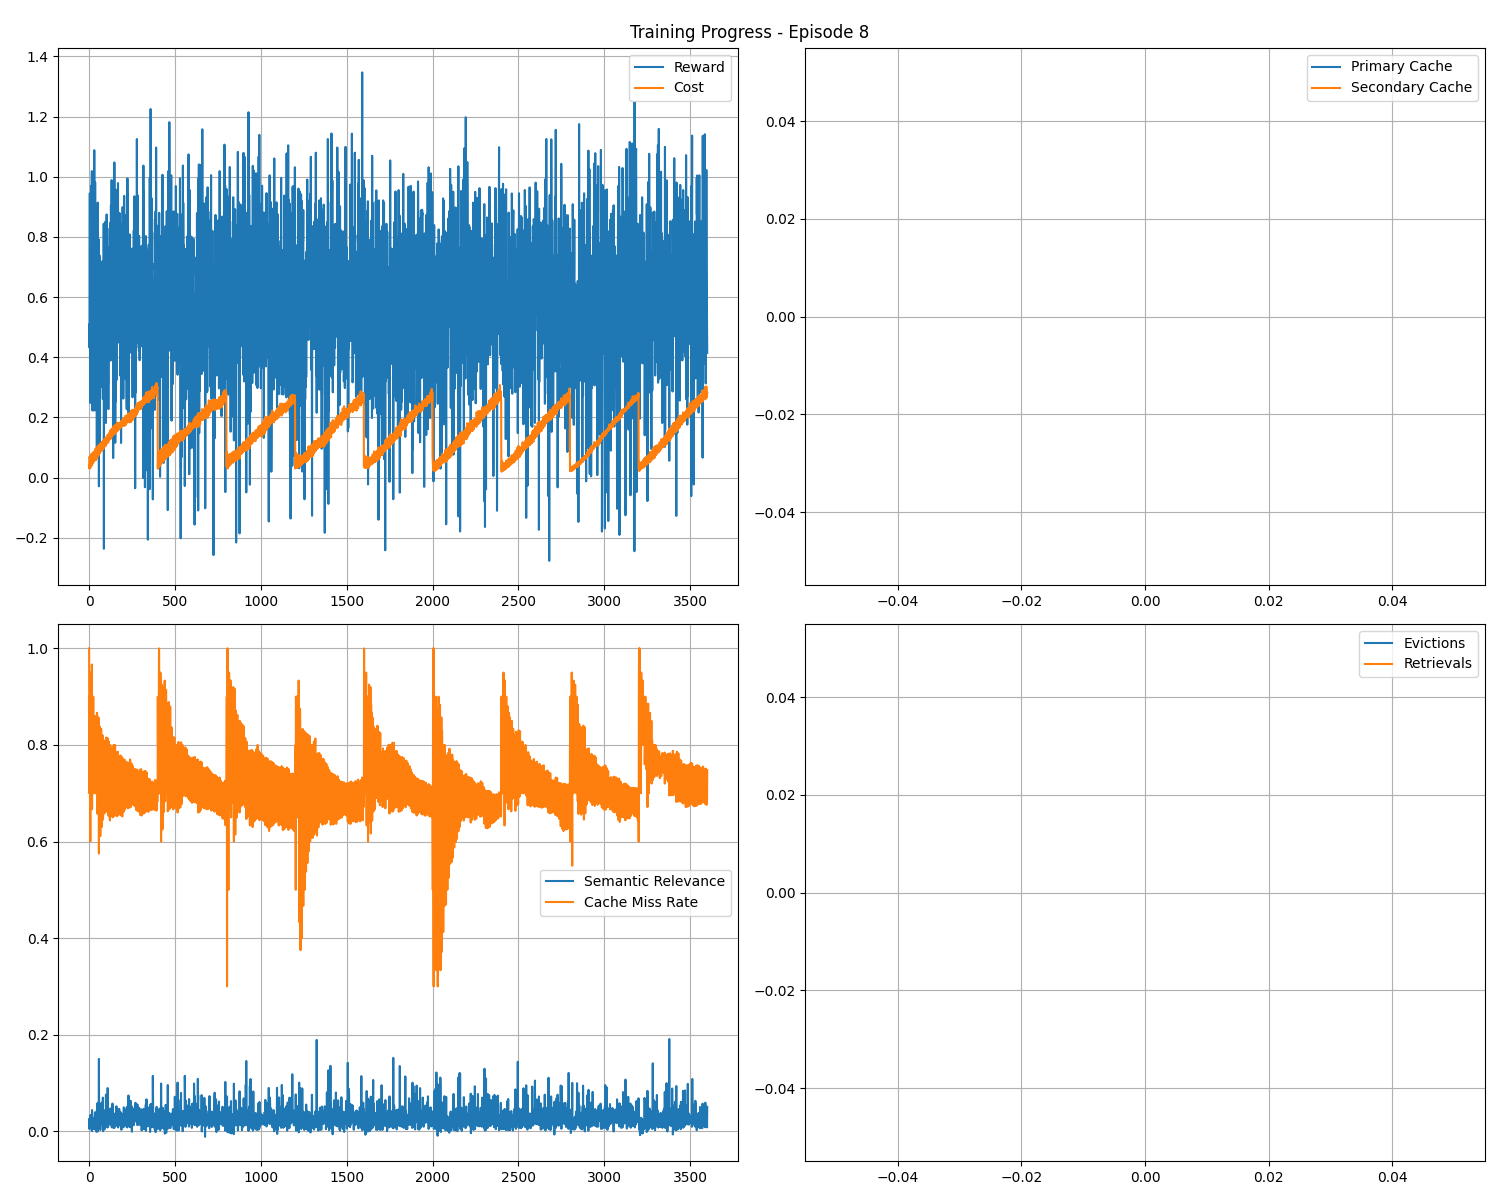 Training Progress - Episode 8
1.4
1.2
1.0
0.8
0.6
0.4
0.2
0.0
−0.2
0 500 1000 1500 2000 2500 3000 3500
Reward
Cost
0.04
0.02
0.00
−0.02
−0.04
−0.04 −0.02 0.00 0.02 0.04
Primary Cache
Secondary Cache
1.0
0.8
0.6
0.4
0.2
0.0
0 500 1000 1500 2000 2500 3000 3500
Semantic Relevance
Cache Miss Rate
0.04
0.02
0.00
−0.02
−0.04
−0.04 −0.02 0.00 0.02 0.04
Evictions
Retrievals